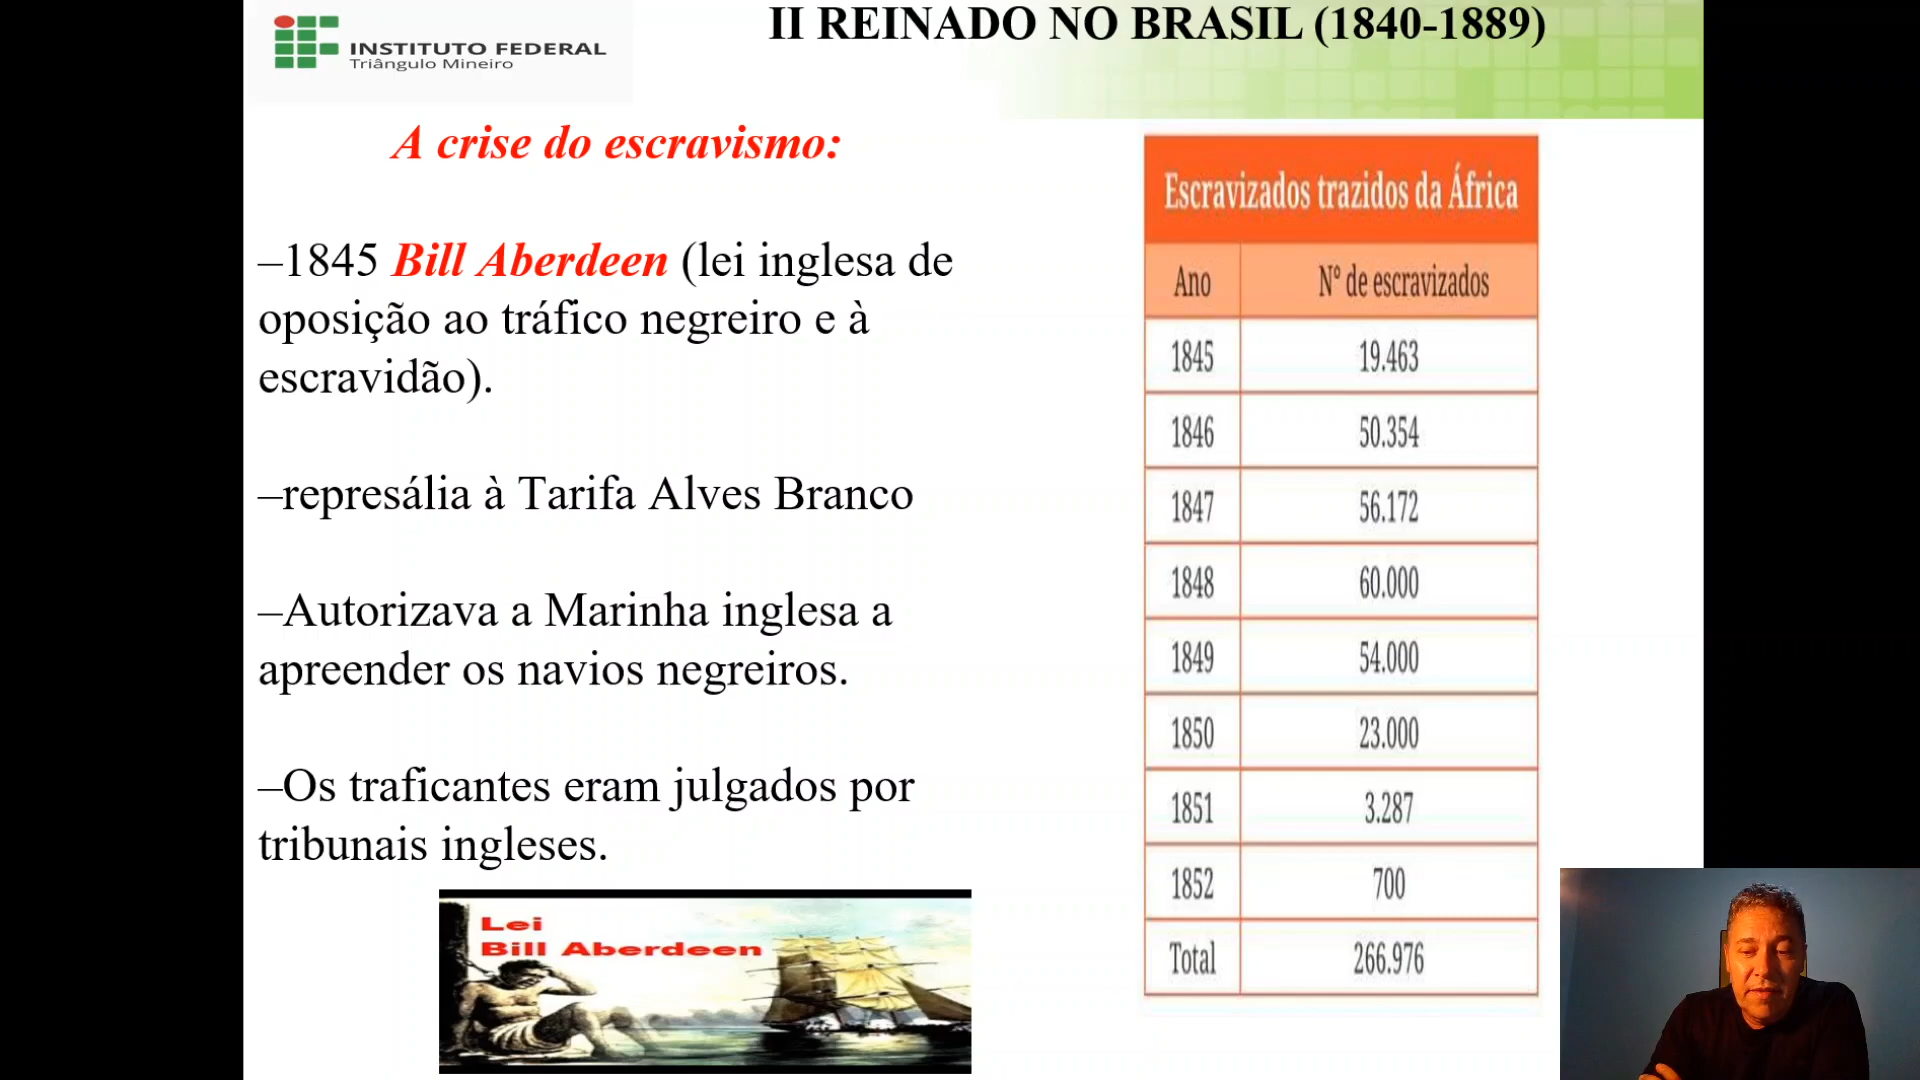 INSTITUTO FEDERAL
Triângulo Mineiro
II REINADO NO BRASIL (1840-1889)
A crise do escravismo:
–1845 Bill Aberdeen (lei inglesa de
oposição ao tráfico negreiro e à
escravidão).
–represália à Tarifa Alves Branco
–Autorizava a Marinha inglesa a
apreender os navios negreiros.
–Os traficantes eram julgados por
tribunais ingleses.
Lei
Bill Aberdeen
Escravizados trazidos da África
Ano Nº de escravizados
1845 19.463
1846 50.354
1847 56.172
1848 60.000
1849 54.000
1850 23.000
1851 3.287
1852 700
Total 266.976